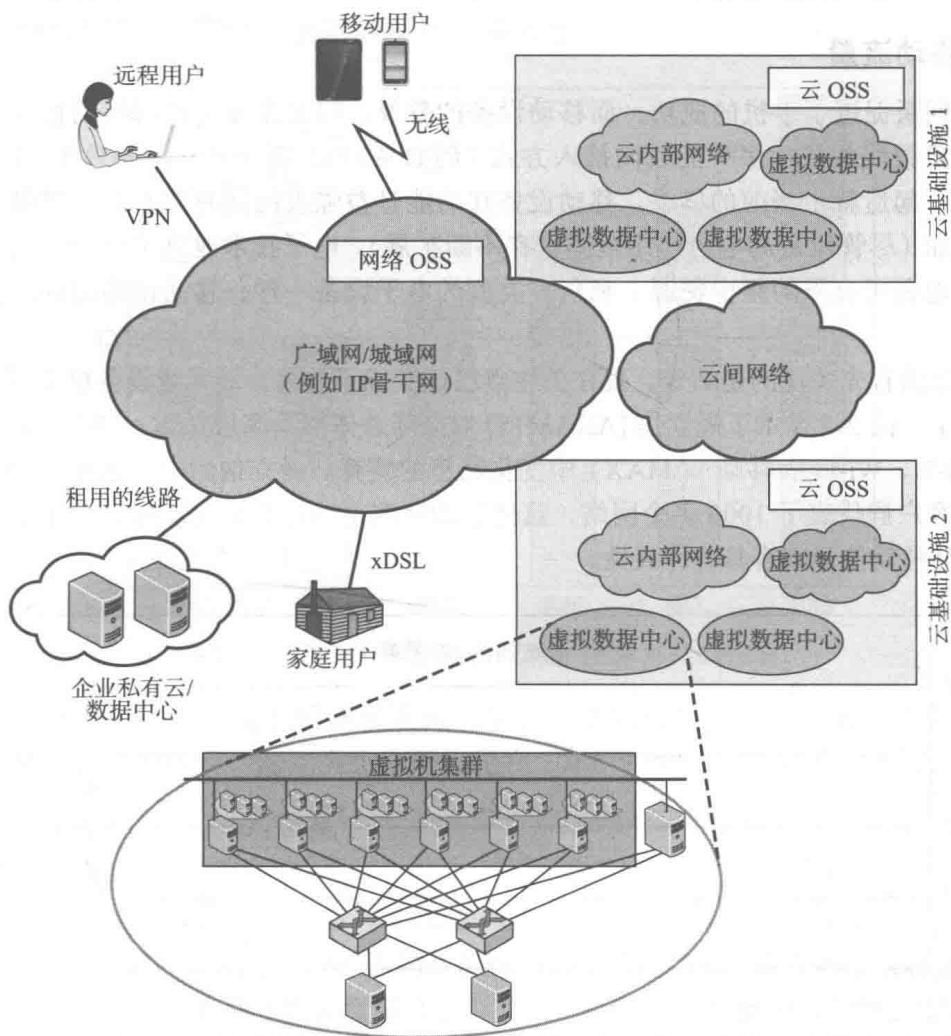 移动用户
远程用户
无线
VPN
网络 OSS
广域网/城域网
(例如 IP骨干网)
云 OSS
云内部网络
虚拟数据中心
虚拟数据中心
虚拟数据中心
云基础设施 1
云间网络
租用的线路
xDSL
家庭用户
企业私有云/
数据中心
云 OSS
云内部网络
虚拟数据中心
虚拟数据中心
虚拟数据中心
云基础设施 2
虚拟机集群